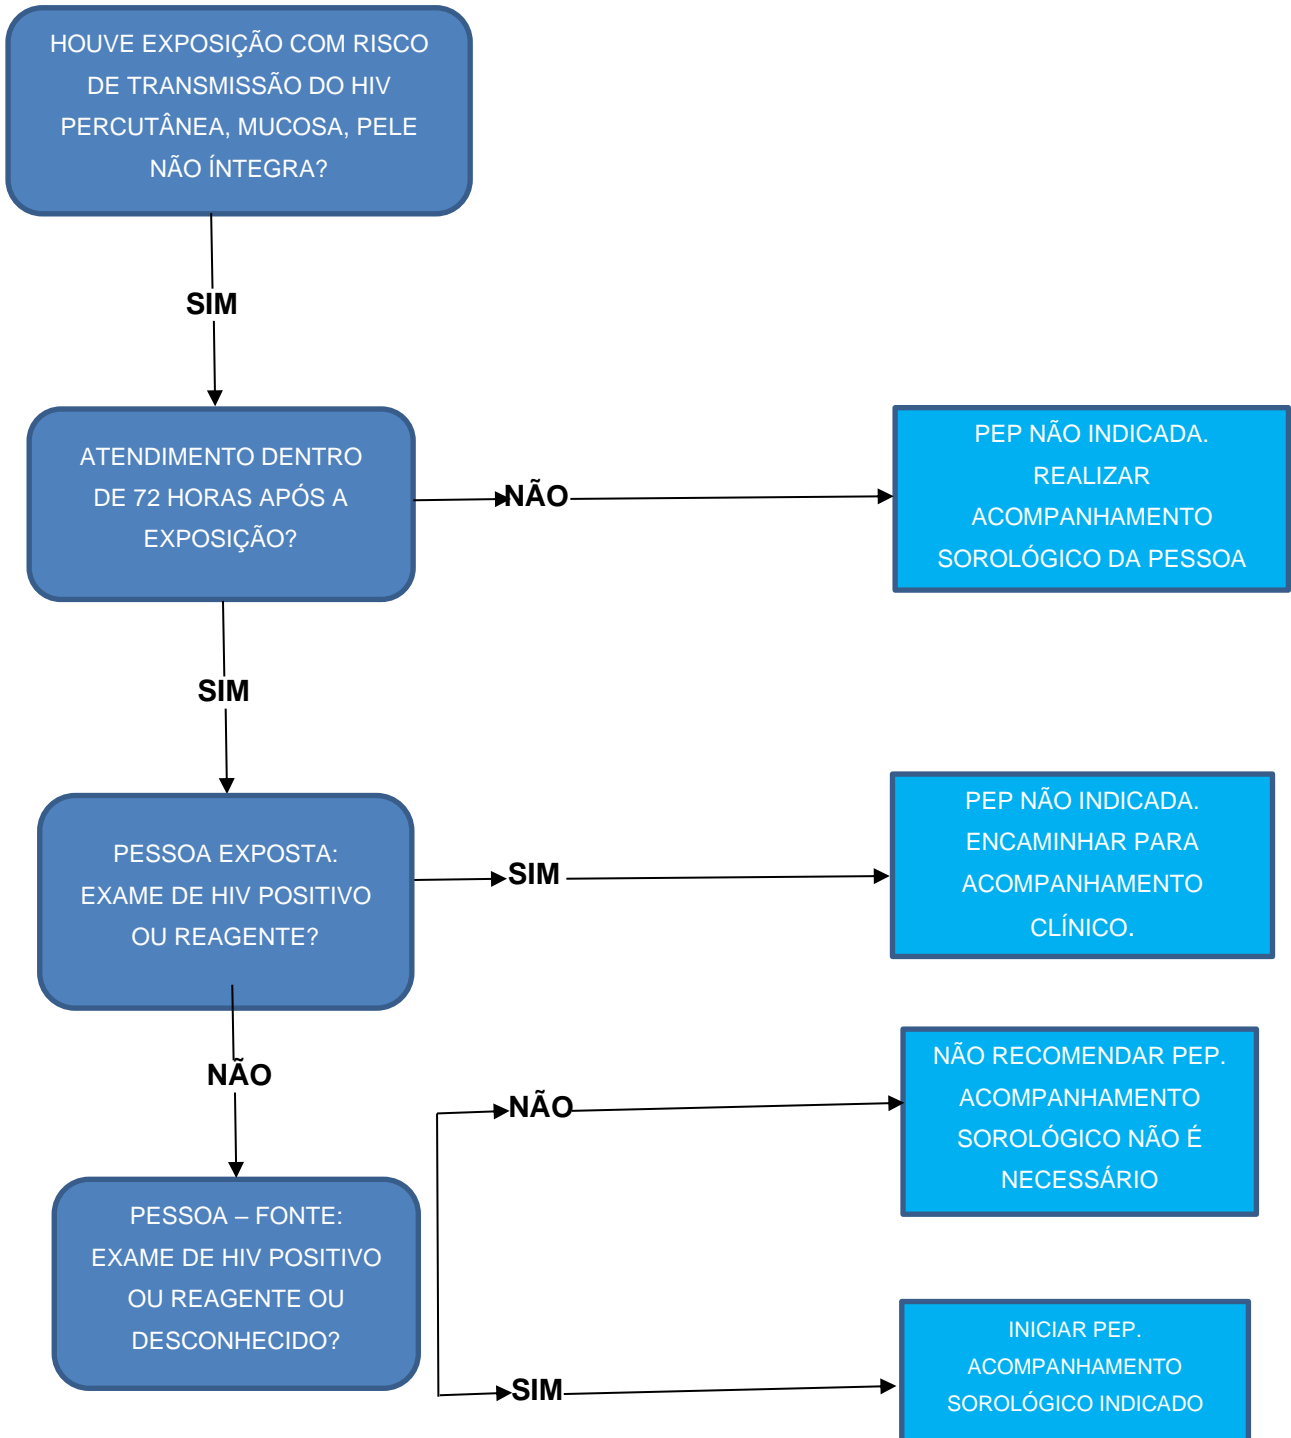 HOUVE EXPOSIÇÃO COM RISCO
DE TRANSMISSÃO DO HIV
PERCUTÂNEA, MUCOSA, PELE
NÃO ÍNTEGRA?
SIM
ATENDIMENTO DENTRO
DE 72 HORAS APÓS A
EXPOSIÇÃO?
NÃO
PEP NÃO INDICADA.
REALIZAR
ACOMPANHAMENTO
SOROLÓGICO DA PESSOA
SIM
PESSOA EXPOSTA:
EXAME DE HIV POSITIVO
OU REAGENTE?
SIM
PEP NÃO INDICADA.
ENCAMINHAR PARA
ACOMPANHAMENTO
CLÍNICO.
NÃO
PESSOA – FONTE:
EXAME DE HIV POSITIVO
OU REAGENTE OU
DESCONHECIDO?
NÃO
NÃO RECOMENDAR PEP.
ACOMPANHAMENTO
SOROLÓGICO NÃO É
NECESSÁRIO
SIM
INICIAR PEP.
ACOMPANHAMENTO
SOROLÓGICO INDICADO